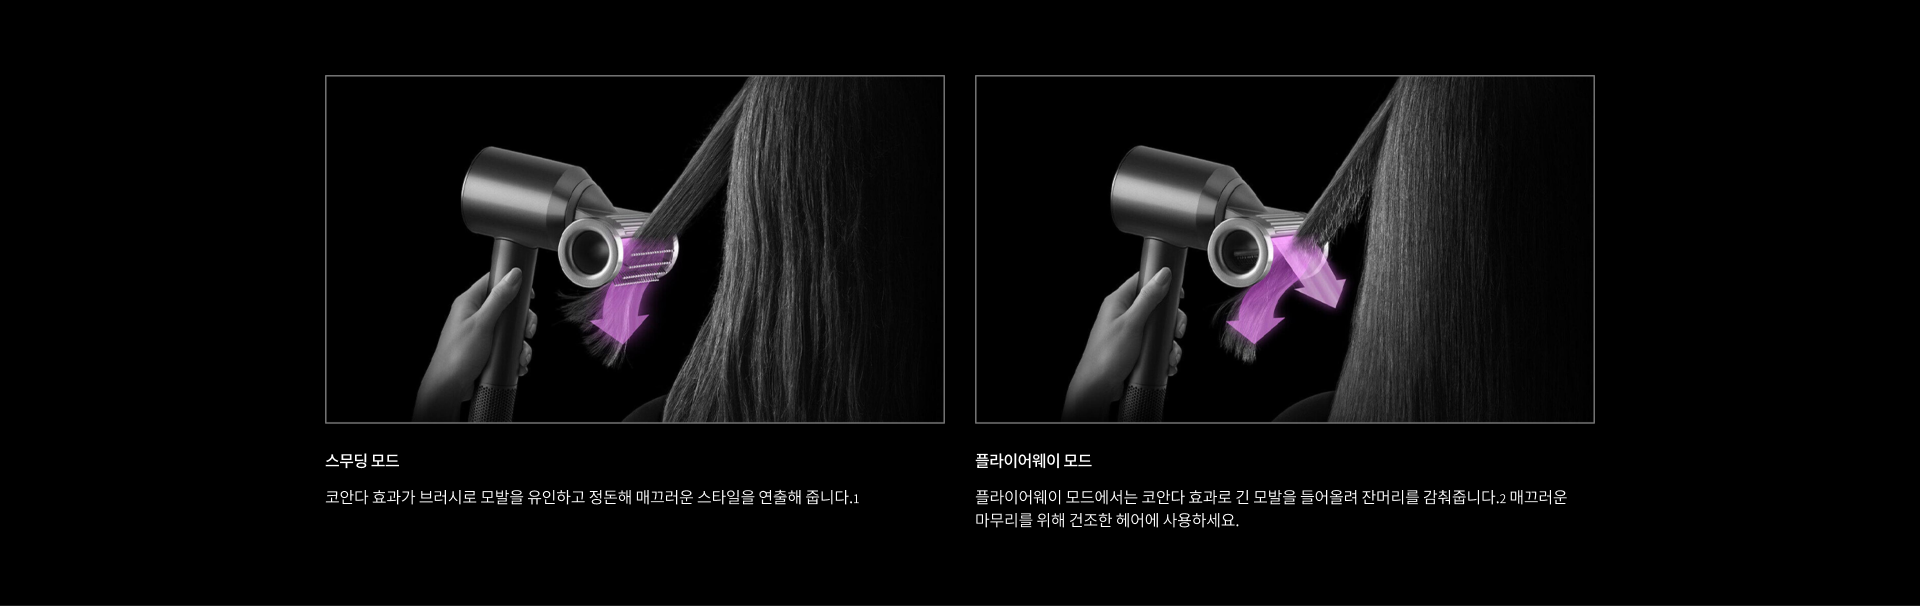 스무딩 모드
코안다 효과가 브러시로 모발을 유인하고 정돈해 매끄러운 스타일을 연출해 줍니다.1
플라이어웨이 모드
플라이어웨이 모드에서는 코안다 효과로 긴 모발을 들어올려 잔머리를 감춰줍니다.2 매끄러운
마무리를 위해 건조한 헤어에 사용하세요.